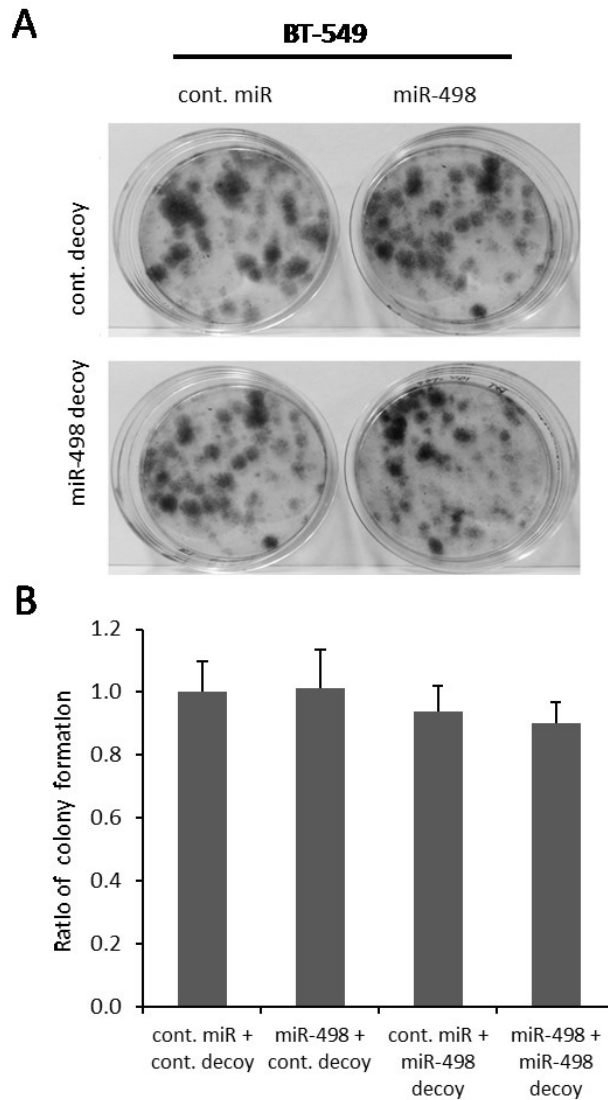 A
BT-549
cont. miR
miR-498
cont. decoy
miR-498 decoy
B
Ratio of colony formation
1.2
1.0
0.8
0.6
0.4
0.2
0.0
cont. miR +
cont. decoy
miR-498 +
cont. decoy
cont. miR +
miR-498
decoy
miR-498 +
miR-498
decoy